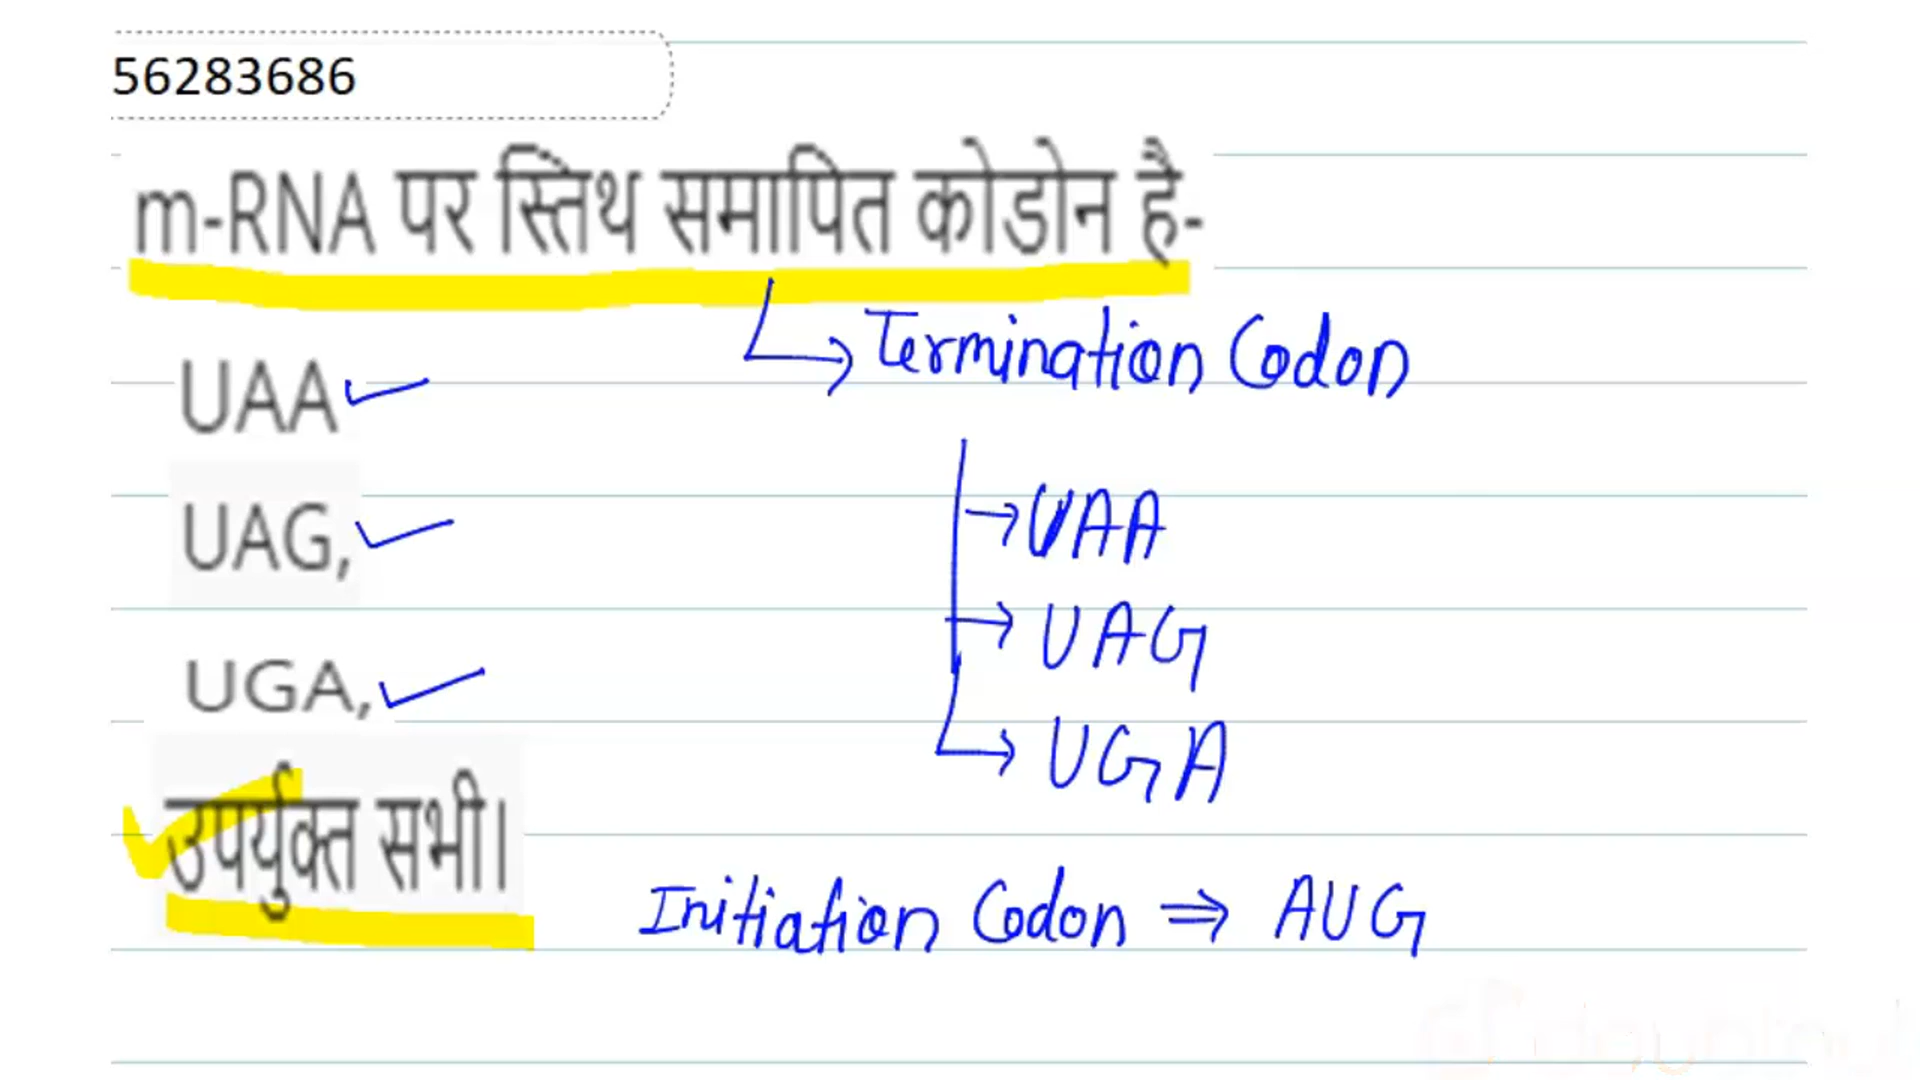 56283686
m-RNA पर स्तिथ समापित कोडोन है-
Termination Codon
UAA
UAA
UAG,
UAG
UGA,
UGA
उपर्युक्त सभी।
Initiation Codon ⇒ AUG